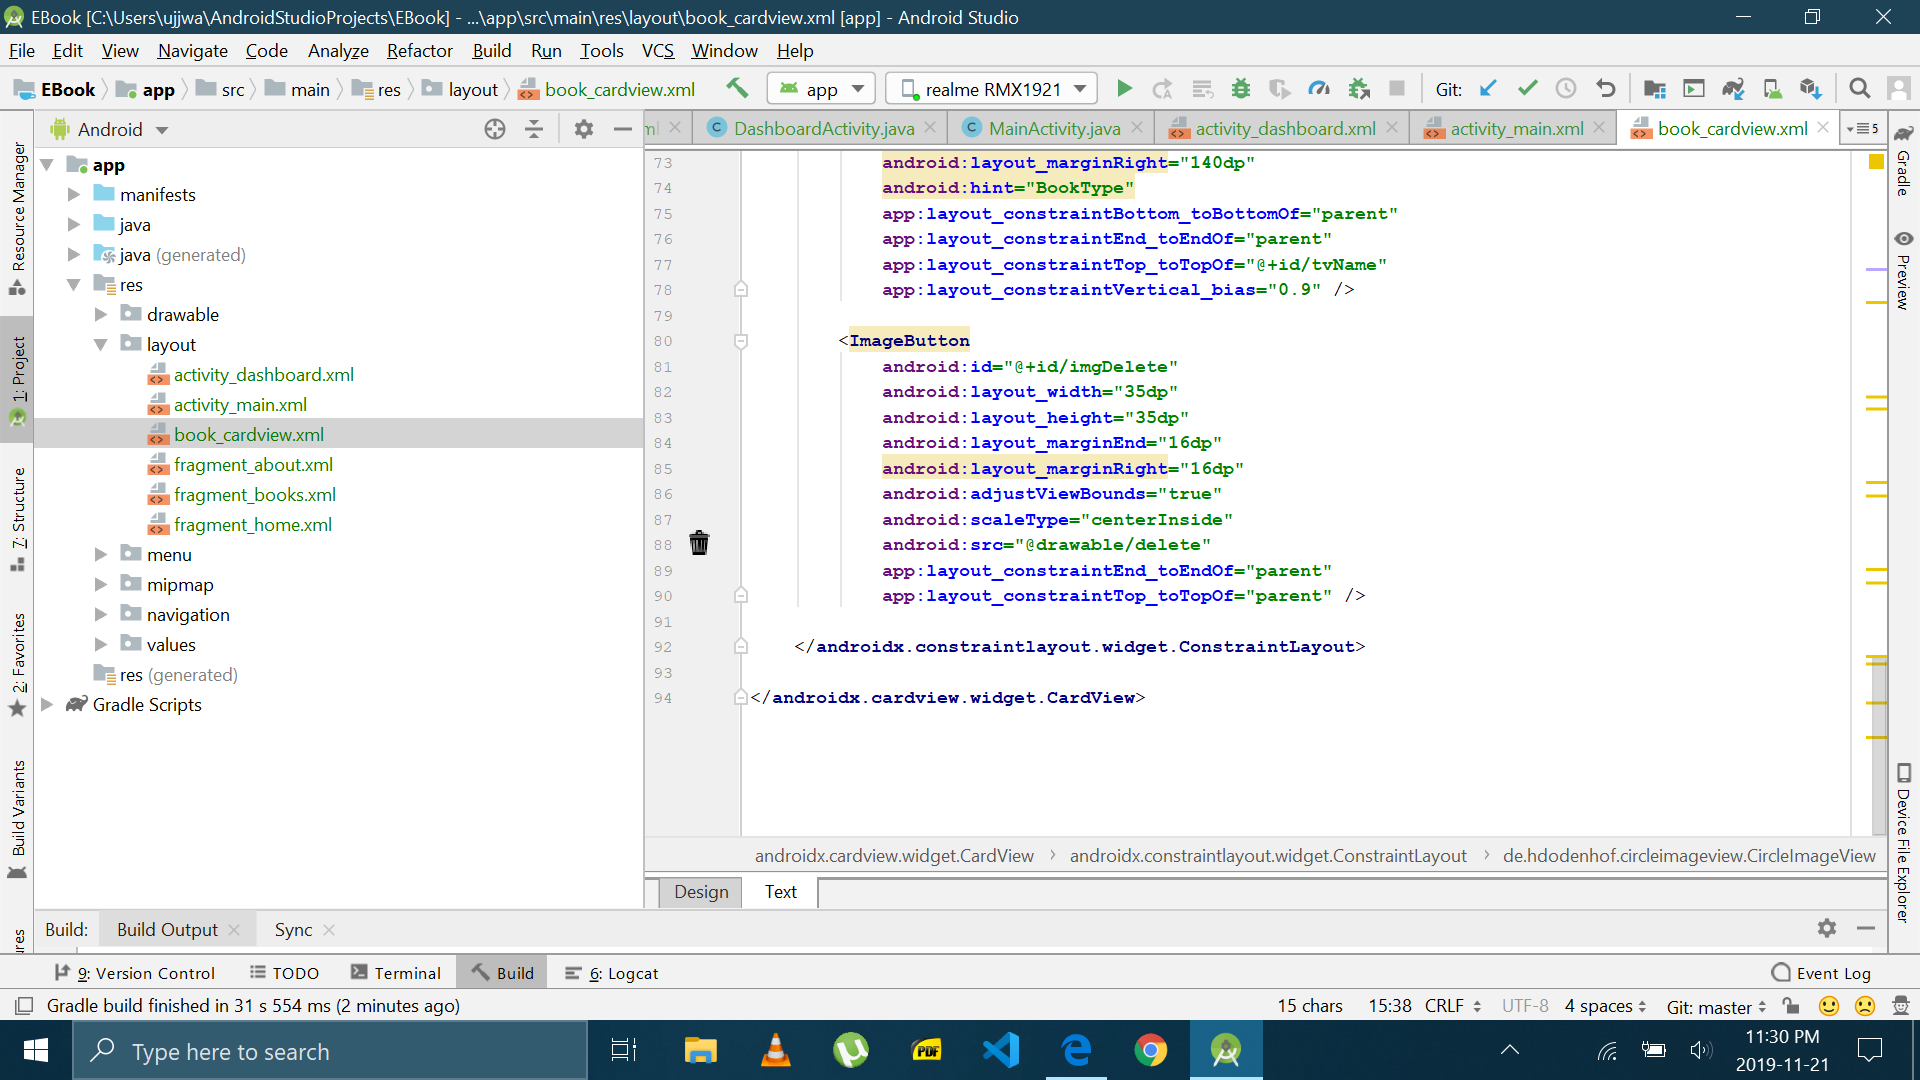 EBook [C:\Users\ujjwa\AndroidStudioProjects\EBook] - ...\app\src\main\res\layout\book_cardview.xml [app] - Android Studio
File Edit View Navigate Code Analyze Refactor Build Run Tools VCS Window Help
EBook app src main res layout book_cardview.xml app realme RMX1921 Git:
Android
ml DashboardActivity.java MainActivity.java activity_dashboard.xml activity_main.xml book_cardview.xml 5
app
manifests
java
java (generated)
res
drawable
layout
activity_dashboard.xml
activity_main.xml
book_cardview.xml
fragment_about.xml
fragment_books.xml
fragment_home.xml
menu
mipmap
navigation
values
res (generated)
Gradle Scripts
Resource Manager
1: Project
7: Structure
2: Favorites
Build Variants
ures
73 android:layout_marginRight="140dp"
74 android:hint="BookType"
75 app:layout_constraintBottom_toBottomOf="parent"
76 app:layout_constraintEnd_toEndOf="parent"
77 app:layout_constraintTop_toTopOf="@+id/tvName"
78 app:layout_constraintVertical_bias="0.9" />
79
80 <ImageButton
81 android:id="@+id/imgDelete"
82 android:layout_width="35dp"
83 android:layout_height="35dp"
84 android:layout_marginEnd="16dp"
85 android:layout_marginRight="16dp"
86 android:adjustViewBounds="true"
87 android:scaleType="centerInside"
88 android:src="@drawable/delete"
89 app:layout_constraintEnd_toEndOf="parent"
90 app:layout_constraintTop_toTopOf="parent" />
91
92 </androidx.constraintlayout.widget.ConstraintLayout>
93
94 </androidx.cardview.widget.CardView>
Gradle
Preview
Device File Explorer
androidx.cardview.widget.CardView androidx.constraintlayout.widget.ConstraintLayout de.hdodenhof.circleimageview.CircleImageView
Design Text
Build: Build Output Sync
9: Version Control TODO Terminal Build 6: Logcat Event Log
Gradle build finished in 31 s 554 ms (2 minutes ago) 15 chars 15:38 CRLF UTF-8 4 spaces Git: master
Type here to search
PDF
11:30 PM
2019-11-21